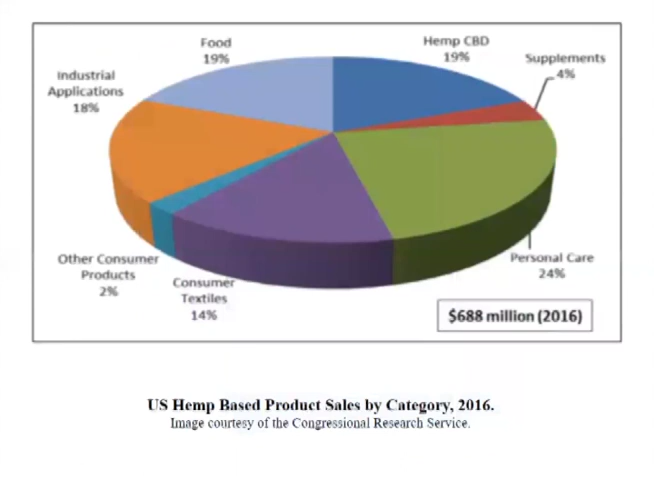 Food
19%
Hemp CBD
19%
Supplements
4%
Industrial
Applications
18%
Other Consumer
Products
2%
Consumer
Textiles
14%
Personal Care
24%
$688 million (2016)
US Hemp Based Product Sales by Category, 2016.
Image courtesy of the Congressional Research Service.